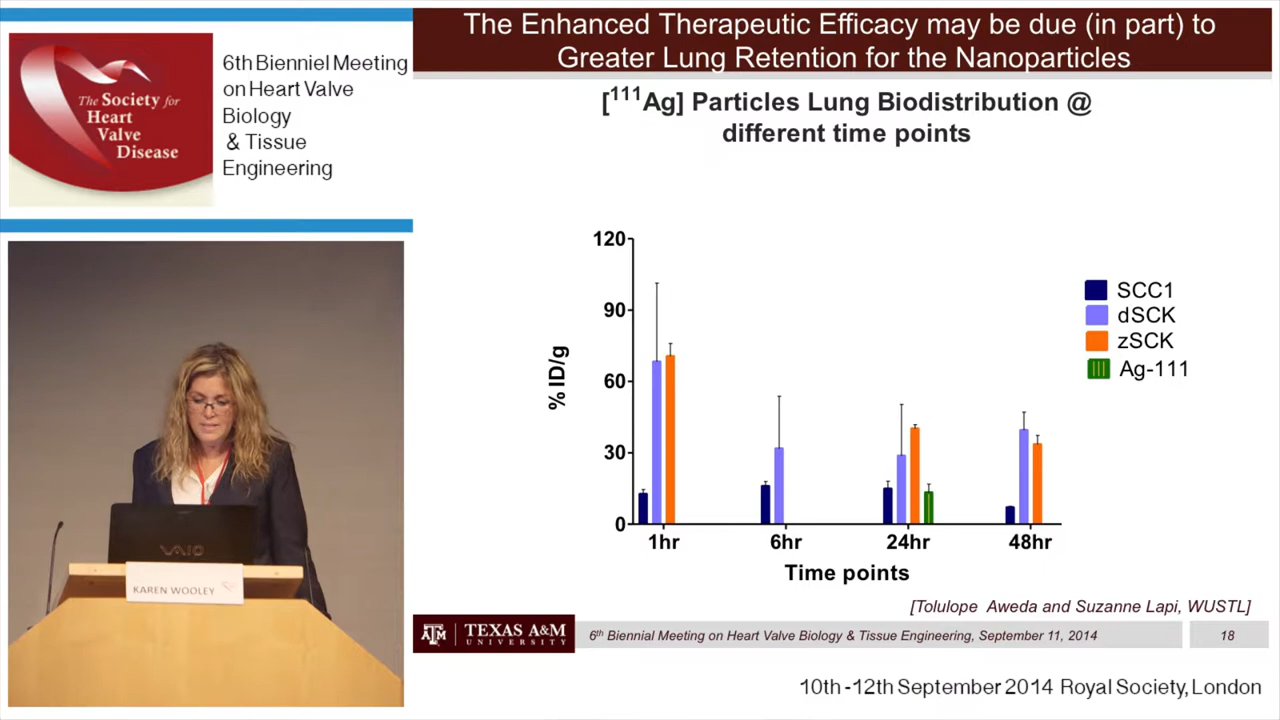 The Society for
Heart
Valve
Disease
6th Biennial Meeting
on Heart Valve
Biology
& Tissue
Engineering
The Enhanced Therapeutic Efficacy may be due (in part) to
Greater Lung Retention for the Nanoparticles
[¹¹¹Ag] Particles Lung Biodistribution @
different time points
120
90
60
30
0
% ID/g
1hr 6hr 24hr 48hr
Time points
SCC1
dSCK
zSCK
Ag-111
[Tolulope Aweda and Suzanne Lapi, WUSTL]
VAIO
KAREN WOOLEY
ATM
TEXAS A&M
UNIVERSITY
6th Biennial Meeting on Heart Valve Biology & Tissue Engineering, September 11, 2014
18
10th-12th September 2014 Royal Society, London